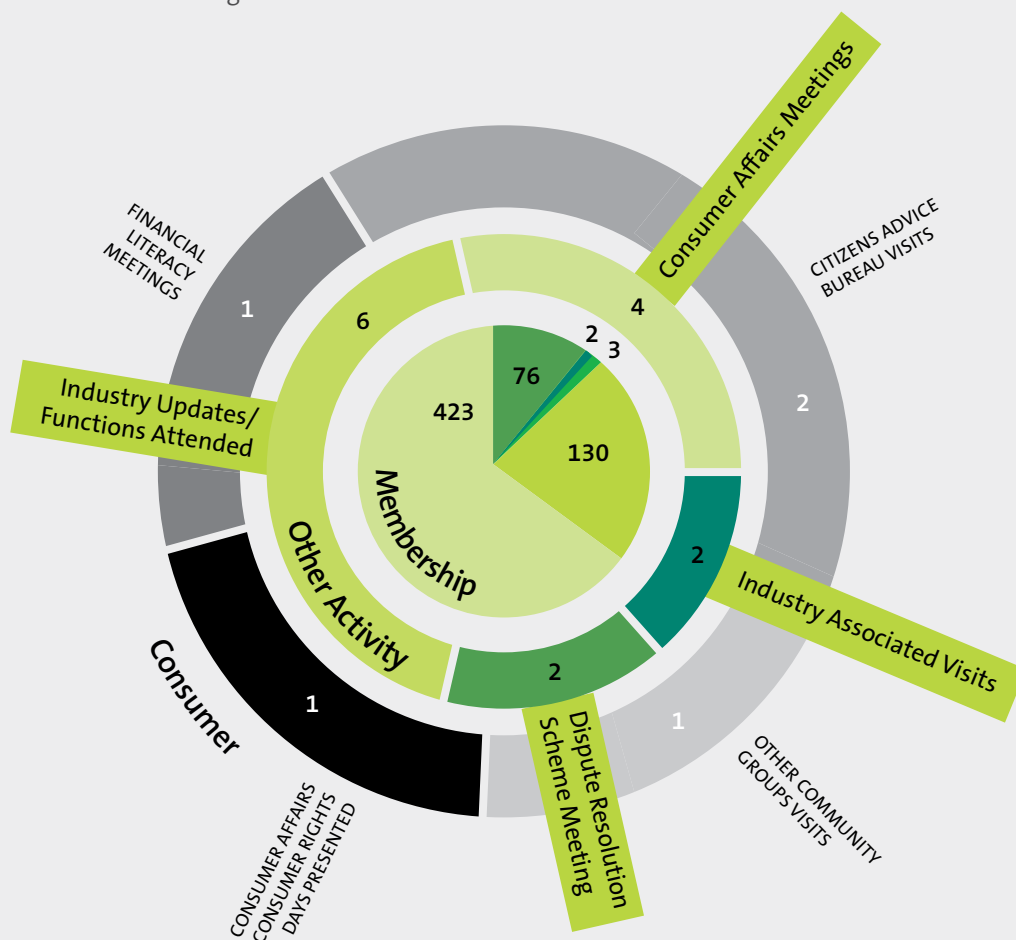 Consumer Affairs Meetings
FINANCIAL
LITERACY
MEETINGS
CITIZENS ADVICE
BUREAU VISITS
1
6
4
2
3
76
423
2
130
Industry Updates/
Functions Attended
Membership
Other Activity
2
Industry Associated Visits
2
Consumer
1
1
Dispute Resolution
Scheme Meeting
OTHER COMMUNITY
GROUPS VISITS
CONSUMER AFFAIRS
CONSUMER RIGHTS
DAYS PRESENTED